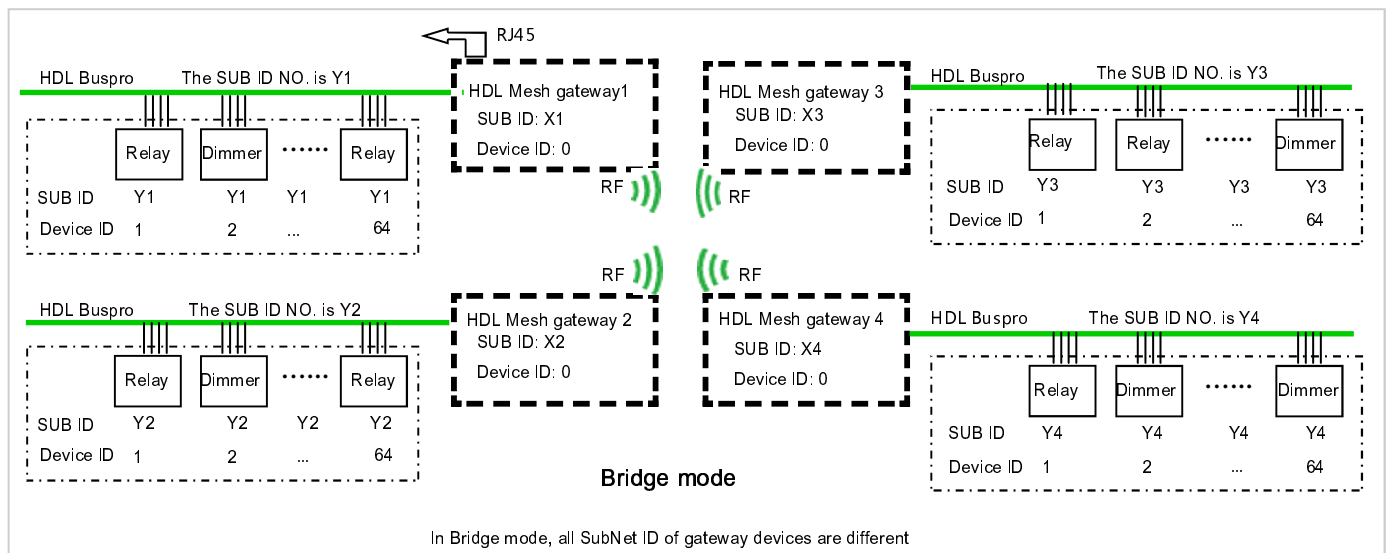 RJ45
HDL Buspro The SUB ID NO. is Y1
HDL Mesh gateway1
SUB ID: X1
Device ID: 0
Relay Dimmer ...... Relay
SUB ID Y1 Y1 Y1 Y1
Device ID 1 2 ... 64
RF
HDL Mesh gateway 3
SUB ID: X3
Device ID: 0
HDL Buspro The SUB ID NO. is Y3
Relay Relay ...... Dimmer
SUB ID Y3 Y3 Y3 Y3
Device ID 1 2 ... 64
RF
HDL Buspro The SUB ID NO. is Y2
RF
HDL Mesh gateway 2
SUB ID: X2
Device ID: 0
Relay Dimmer ...... Relay
SUB ID Y2 Y2 Y2 Y2
Device ID 1 2 ... 64
RF
HDL Mesh gateway 4
SUB ID: X4
Device ID: 0
HDL Buspro The SUB ID NO. is Y4
Relay Dimmer ...... Dimmer
SUB ID Y4 Y4 Y4 Y4
Device ID 1 2 ... 64
Bridge mode
In Bridge mode, all SubNet ID of gateway devices are different